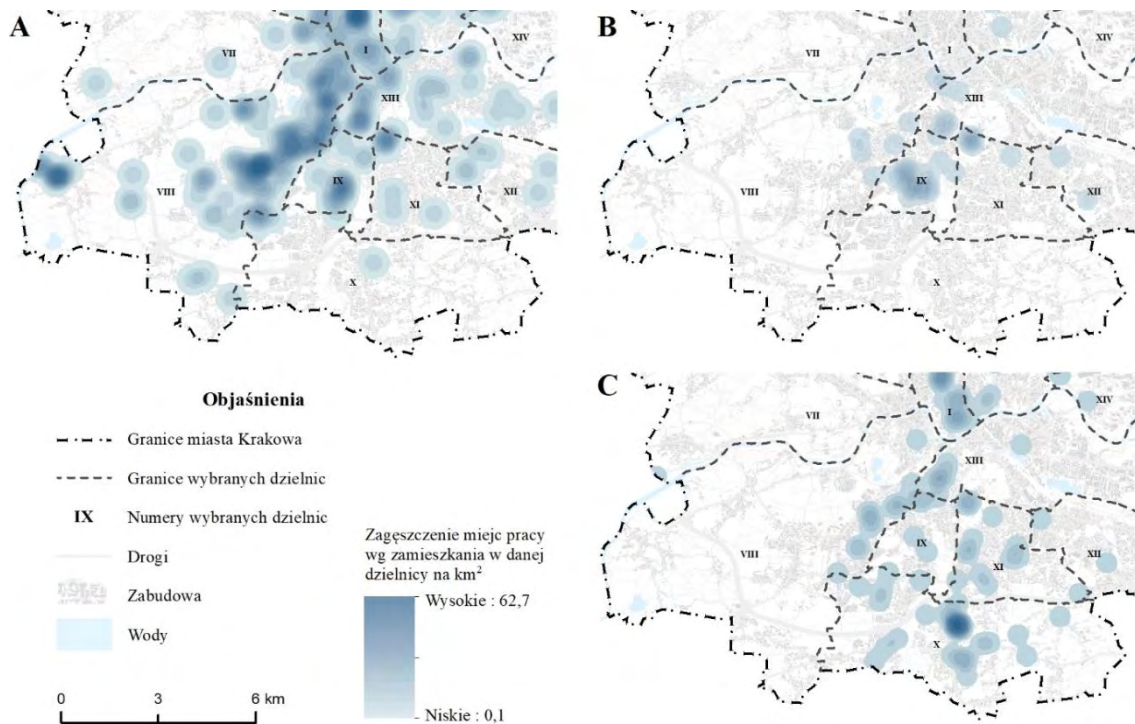 A
VII
I
XIV
XIII
VIII
IX
XI
XII
X
B
VII
I
XIV
XIII
VIII
IX
XI
XII
X
C
VII
I
XIV
XIII
VIII
IX
XI
XII
X
Objaśnienia
Granice miasta Krakowa
Granice wybranych dzielnic
IX Numery wybranych dzielnic
Drogi
Zabudowa
Wody
0 3 6 km
Zagęszczenie miejc pracy
wg zamieszkania w danej
dzielnicy na km²
Wysokie : 62,7
Niskie : 0,1